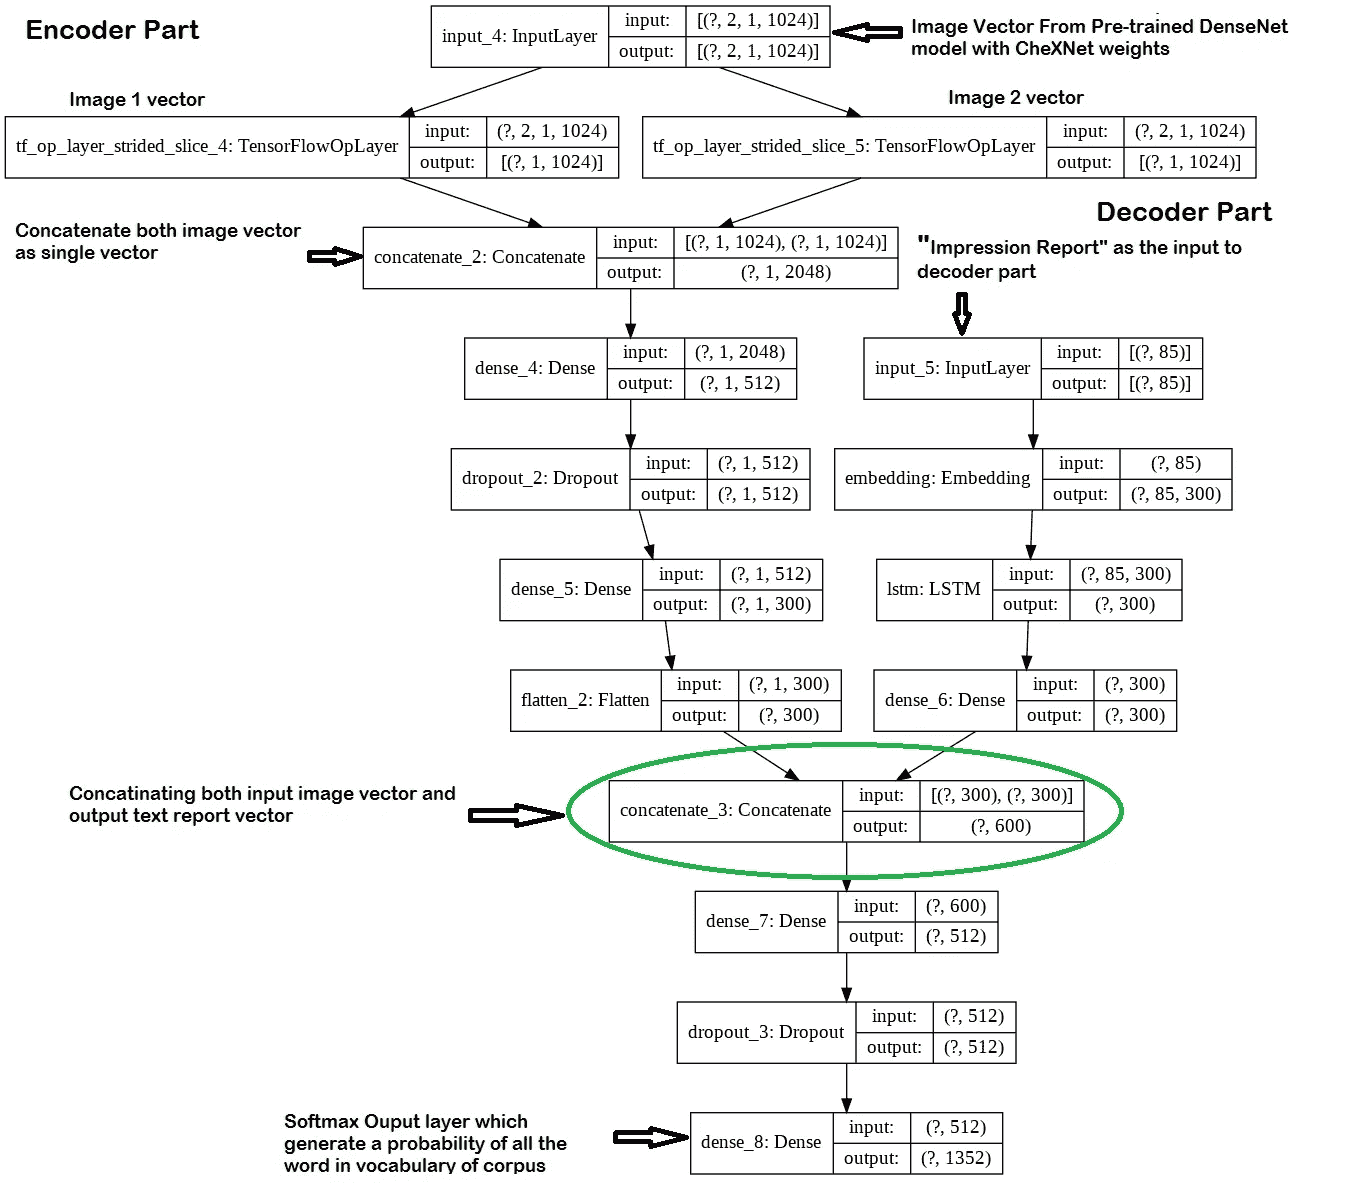 Encoder Part
input_4: InputLayer
input:
[(?, 2, 1, 1024)]
output:
[(?, 2, 1, 1024)]
Image Vector From Pre-trained DenseNet
model with CheXNet weights
Image 1 vector
Image 2 vector
tf_op_layer_strided_slice_4: TensorFlowOpLayer
input:
(?, 2, 1, 1024)
output:
[(?, 1, 1024)]
tf_op_layer_strided_slice_5: TensorFlowOpLayer
input:
(?, 2, 1, 1024)
output:
[(?, 1, 1024)]
Concatenate both image vector
as single vector
concatenate_2: Concatenate
input:
[(?, 1, 1024), (?, 1, 1024)]
output:
(?, 1, 2048)
Decoder Part
"Impression Report" as the input to
decoder part
dense_4: Dense
input:
(?, 1, 2048)
output:
(?, 1, 512)
input_5: InputLayer
input:
[(?, 85)]
output:
[(?, 85)]
dropout_2: Dropout
input:
(?, 1, 512)
output:
(?, 1, 512)
embedding: Embedding
input:
(?, 85)
output:
(?, 85, 300)
dense_5: Dense
input:
(?, 1, 512)
output:
(?, 1, 300)
lstm: LSTM
input:
(?, 85, 300)
output:
(?, 300)
flatten_2: Flatten
input:
(?, 1, 300)
output:
(?, 300)
dense_6: Dense
input:
(?, 300)
output:
(?, 300)
Concatinating both input image vector and
output text report vector
concatenate_3: Concatenate
input:
[(?, 300), (?, 300)]
output:
(?, 600)
dense_7: Dense
input:
(?, 600)
output:
(?, 512)
dropout_3: Dropout
input:
(?, 512)
output:
(?, 512)
Softmax Ouput layer which
generate a probability of all the
word in vocabulary of corpus
dense_8: Dense
input:
(?, 512)
output:
(?, 1352)